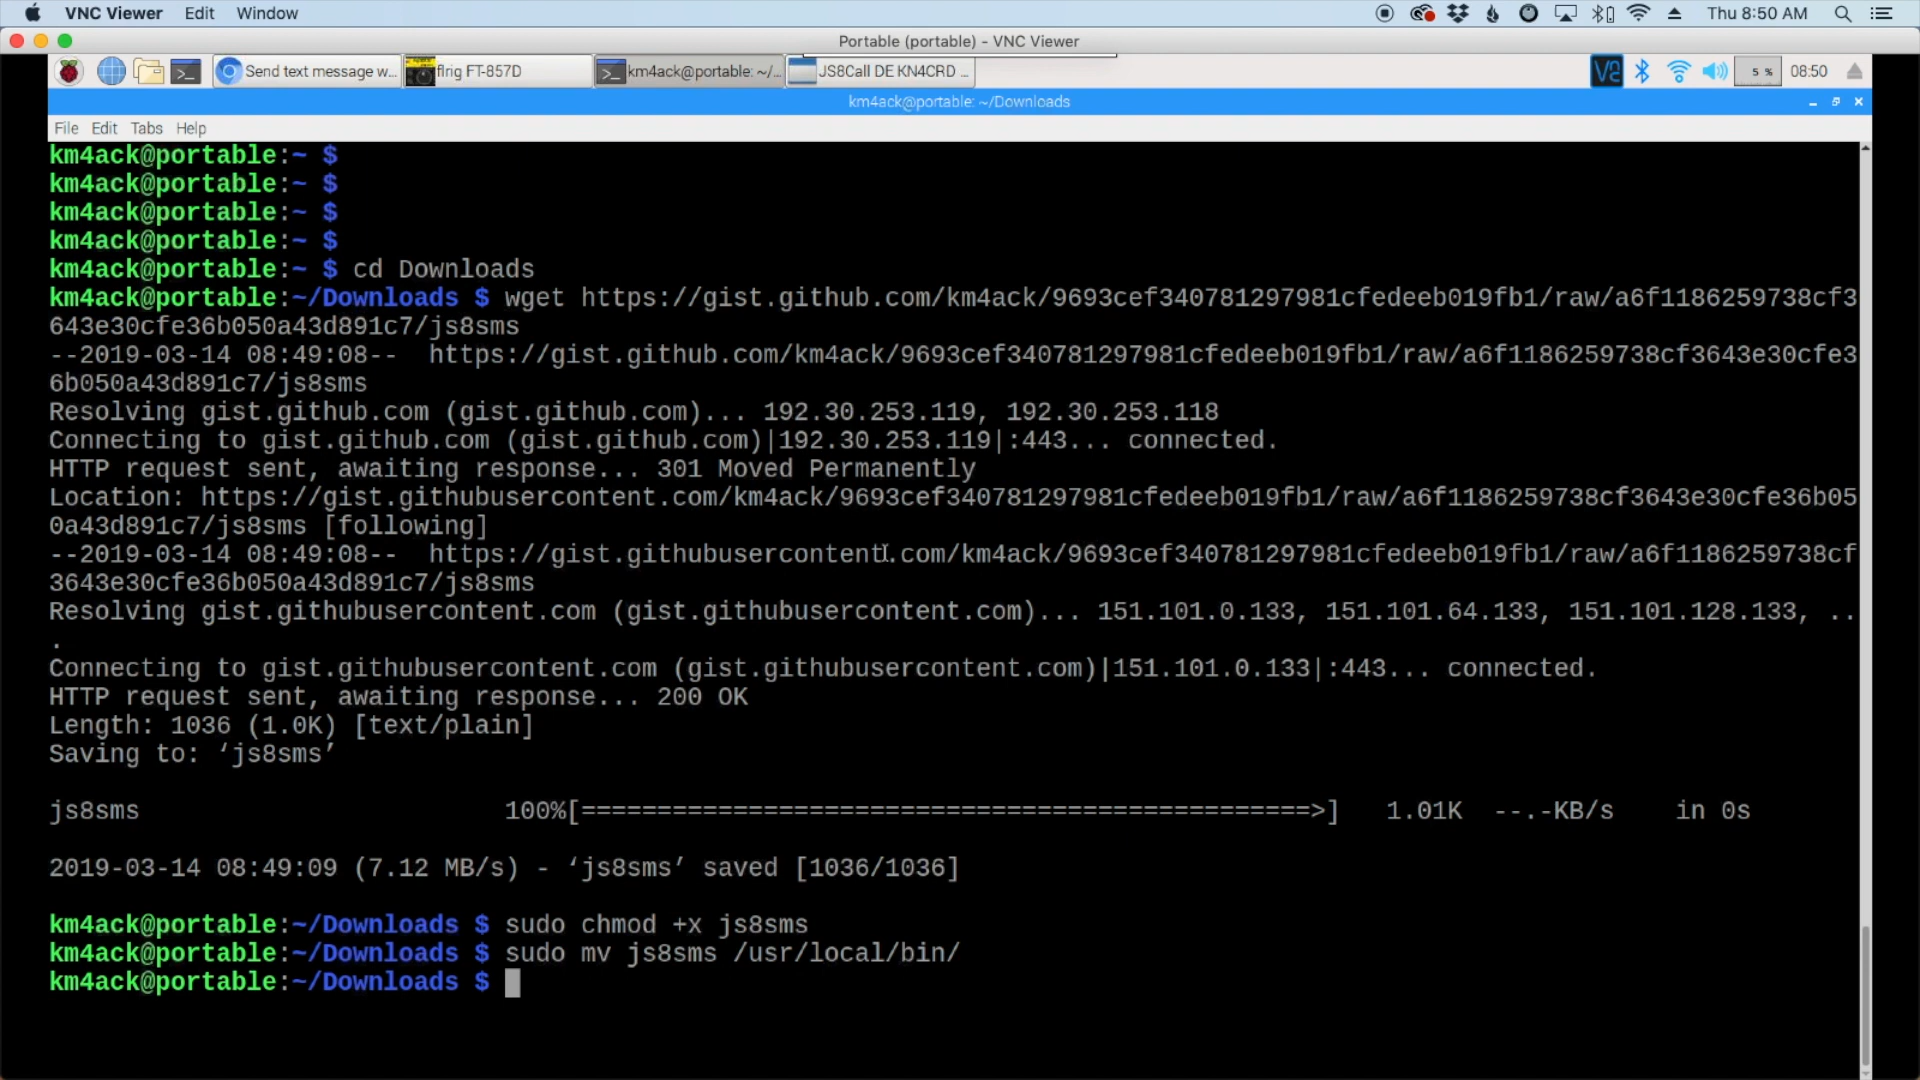 VNC Viewer Edit Window Thu 8:50 AM
Portable (portable) - VNC Viewer
Send text message w... flrig FT-857D km4ack@portable: ~/... JS8Call DE KN4CRD ... V2 5 % 08:50
km4ack@portable: ~/Downloads
File Edit Tabs Help
km4ack@portable:~ $
km4ack@portable:~ $
km4ack@portable:~ $
km4ack@portable:~ $
km4ack@portable:~ $ cd Downloads
km4ack@portable:~/Downloads $ wget https://gist.github.com/km4ack/9693cef340781297981cfedeeb019fb1/raw/a6f1186259738cf3
643e30cfe36b050a43d891c7/js8sms
--2019-03-14 08:49:08-- https://gist.github.com/km4ack/9693cef340781297981cfedeeb019fb1/raw/a6f1186259738cf3643e30cfe3
6b050a43d891c7/js8sms
Resolving gist.github.com (gist.github.com)... 192.30.253.119, 192.30.253.118
Connecting to gist.github.com (gist.github.com)|192.30.253.119|:443... connected.
HTTP request sent, awaiting response... 301 Moved Permanently
Location: https://gist.githubusercontent.com/km4ack/9693cef340781297981cfedeeb019fb1/raw/a6f1186259738cf3643e30cfe36b05
0a43d891c7/js8sms [following]
--2019-03-14 08:49:08-- https://gist.githubusercontent.com/km4ack/9693cef340781297981cfedeeb019fb1/raw/a6f1186259738cf
3643e30cfe36b050a43d891c7/js8sms
Resolving gist.githubusercontent.com (gist.githubusercontent.com)... 151.101.0.133, 151.101.64.133, 151.101.128.133, ..
.
Connecting to gist.githubusercontent.com (gist.githubusercontent.com)|151.101.0.133|:443... connected.
HTTP request sent, awaiting response... 200 OK
Length: 1036 (1.0K) [text/plain]
Saving to: ‘js8sms’
js8sms 100%[================================================>] 1.01K --.-KB/s in 0s
2019-03-14 08:49:09 (7.12 MB/s) - ‘js8sms’ saved [1036/1036]
km4ack@portable:~/Downloads $ sudo chmod +x js8sms
km4ack@portable:~/Downloads $ sudo mv js8sms /usr/local/bin/
km4ack@portable:~/Downloads $